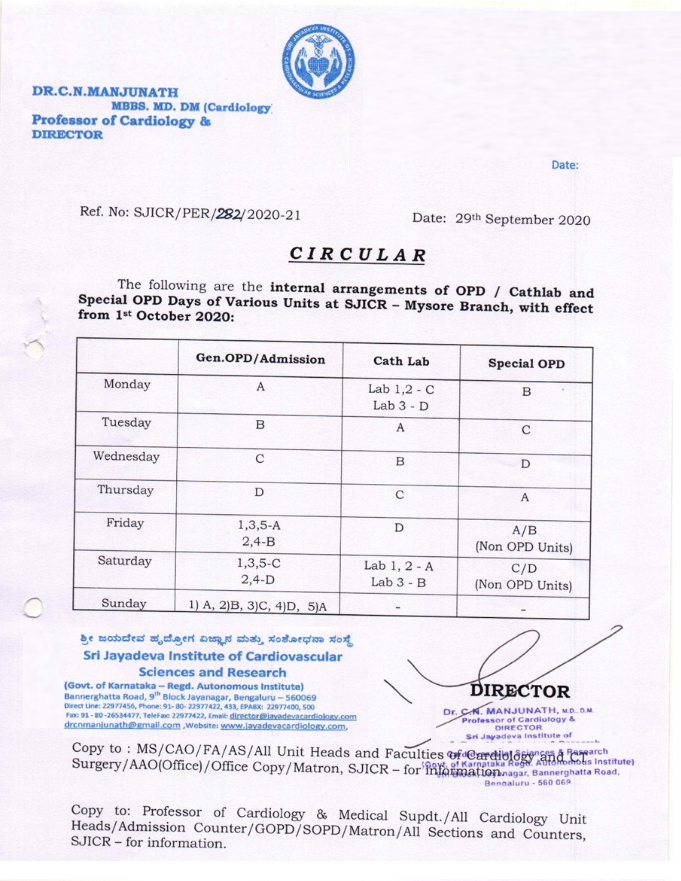 SRI JAYADEVA INSTITUTE OF CARDIOVASCULAR SCIENCES & RESEARCH
DR.C.N.MANJUNATH
MBBS. MD. DM (Cardiology)
Professor of Cardiology &
DIRECTOR
Date:
Ref. No: SJICR/PER/282/2020-21 Date: 29th September 2020
CIRCULAR
The following are the internal arrangements of OPD / Cathlab and
Special OPD Days of Various Units at SJICR – Mysore Branch, with effect
from 1st October 2020:
Gen.OPD/Admission Cath Lab Special OPD
Monday A Lab 1,2 - C B
Lab 3 - D
Tuesday B A C
Wednesday C B D
Thursday D C A
Friday 1,3,5-A D A/B
2,4-B (Non OPD Units)
Saturday 1,3,5-C Lab 1, 2 - A C/D
2,4-D Lab 3 - B (Non OPD Units)
Sunday 1) A, 2)B, 3)C, 4)D, 5)A - -
ಶ್ರೀ ಜಯದೇವ ಹೃದ್ರೋಗ ವಿಜ್ಞಾನ ಮತ್ತು ಸಂಶೋಧನಾ ಸಂಸ್ಥೆ
Sri Jayadeva Institute of Cardiovascular
Sciences and Research
(Govt. of Karnataka – Regd. Autonomous Institute)
Bannerghatta Road, 9th Block Jayanagar, Bengaluru – 560069
Direct Line: 22977456, Phone: 91- 80- 22977422, 433, EPABX: 22977400, 500
Fax: 91 - 80 -26534477, TeleFax: 22977422, Email: director@jayadevacardiology.com
drcnmanjunath@gmail.com ,Website: www.jayadevacardiology.com,
DIRECTOR
Dr. C.N. MANJUNATH, M.D. D.M.
Professor of Cardiology &
DIRECTOR
Sri Jayadeva Institute of
Sciences & Research
(Govt. of Karnataka Regd. Autonomous Institute)
Jayanagar, Bannerghatta Road,
Bengaluru - 560 069
Copy to : MS/CAO/FA/AS/All Unit Heads and Faculties of Cardiology and CT
Surgery/AAO(Office)/Office Copy/Matron, SJICR – for information.
Copy to: Professor of Cardiology & Medical Supdt./All Cardiology Unit
Heads/Admission Counter/GOPD/SOPD/Matron/All Sections and Counters,
SJICR – for information.